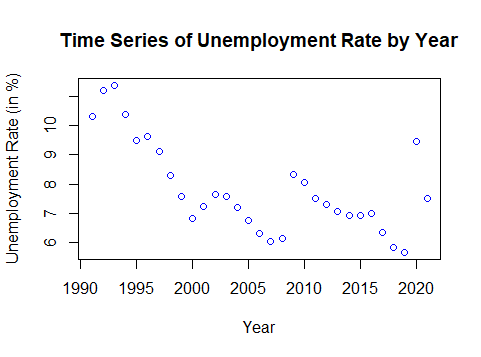 Time Series of Unemployment Rate by Year
Unemployment Rate (in %)
10
9
8
7
6
1990 1995 2000 2005 2010 2015 2020
Year